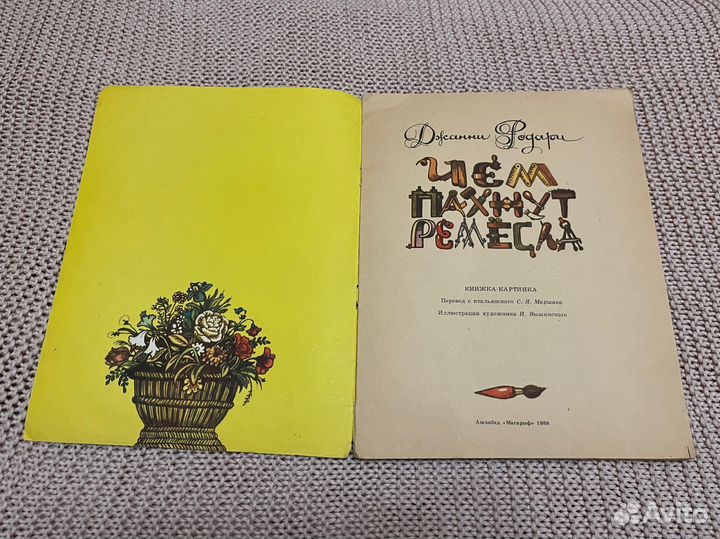 Джанни Родари
ЧЕМ
ПАХНУТ
РЕМЁСЛА
КНИЖКА-КАРТИНКА
Перевод с итальянского С. Я. Маршака
Иллюстрации художника И. Вышинского
Ашхабад «Магарыф» 1988
Avito